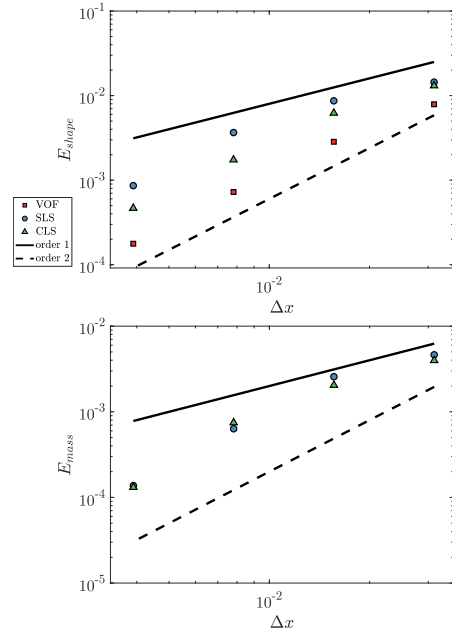 10^-1
10^-2
10^-3
10^-4
E_shape
10^-2
Δx
VOF
SLS
CLS
order 1
order 2
10^-2
10^-3
10^-4
10^-5
E_mass
10^-2
Δx